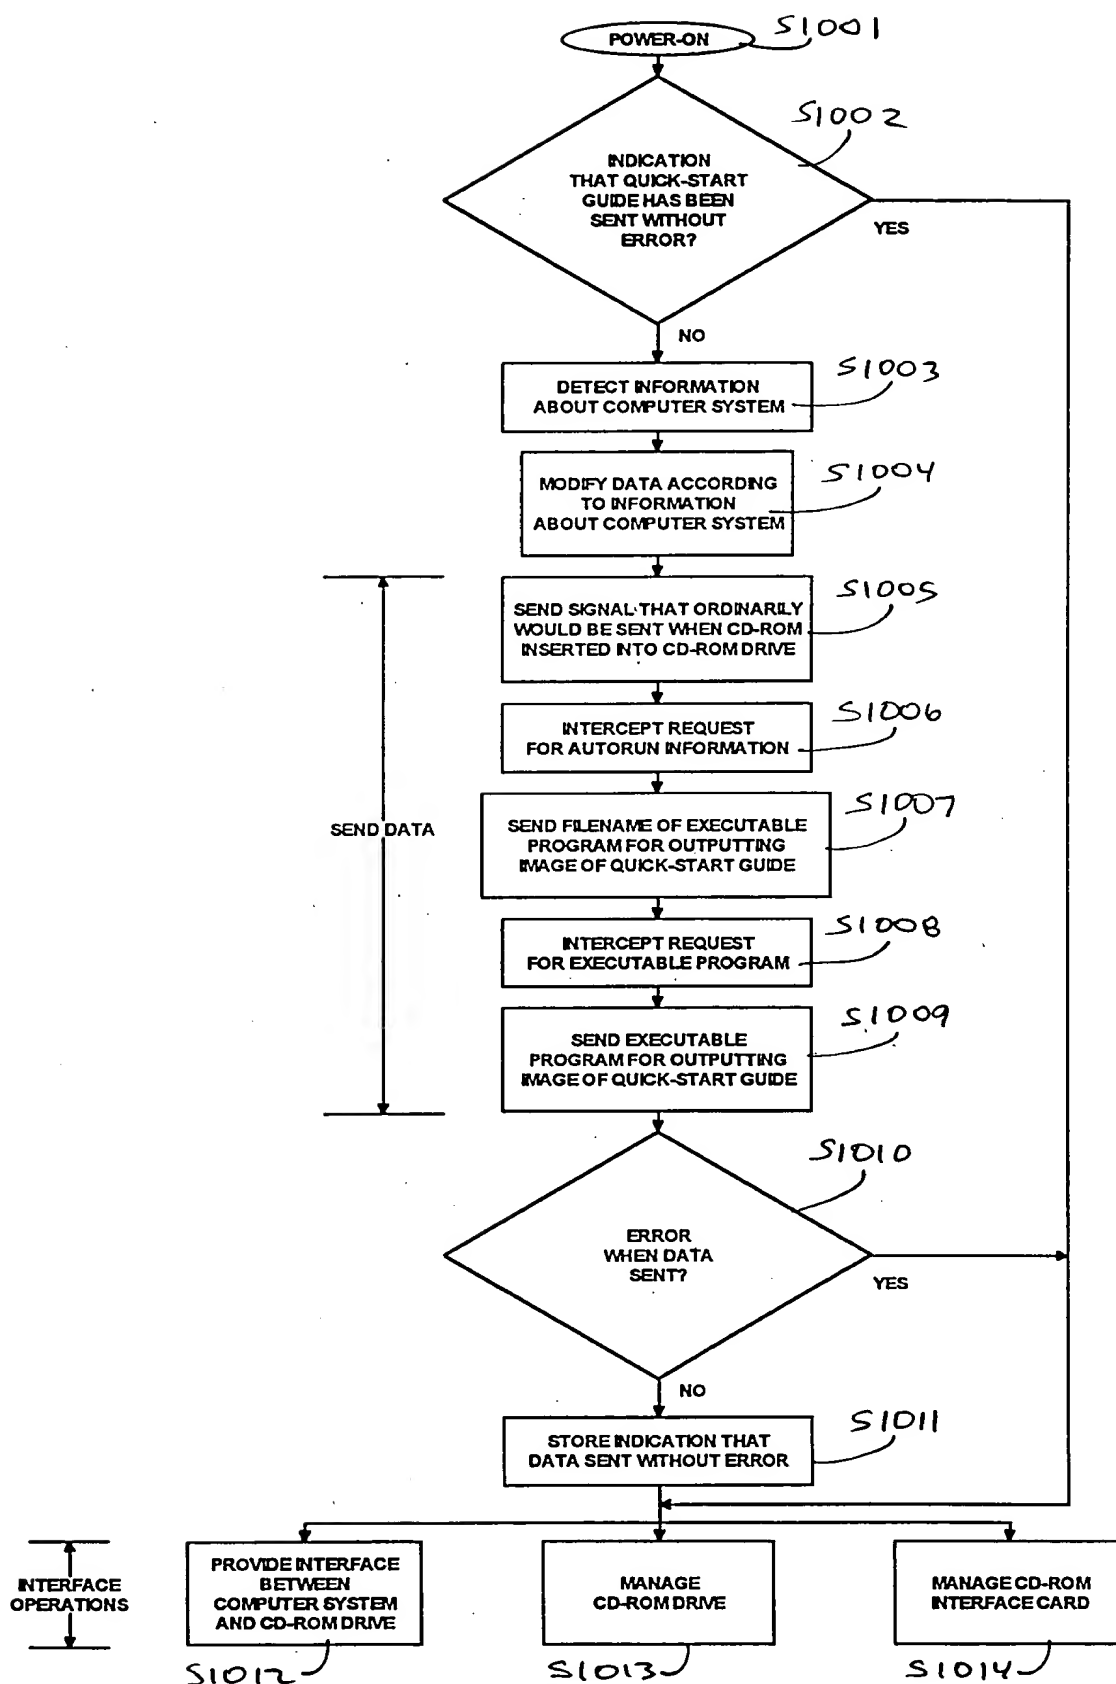 POWER-ON
S1001
S1002
INDICATION
THAT QUICK-START
GUIDE HAS BEEN
SENT WITHOUT
ERROR?
YES
NO
S1003
DETECT INFORMATION
ABOUT COMPUTER SYSTEM
S1004
MODIFY DATA ACCORDING
TO INFORMATION
ABOUT COMPUTER SYSTEM
S1005
SEND SIGNAL THAT ORDINARILY
WOULD BE SENT WHEN CD-ROM
INSERTED INTO CD-ROM DRIVE
S1006
INTERCEPT REQUEST
FOR AUTORUN INFORMATION
S1007
SEND DATA
SEND FILENAME OF EXECUTABLE
PROGRAM FOR OUTPUTTING
IMAGE OF QUICK-START GUIDE
S1008
INTERCEPT REQUEST
FOR EXECUTABLE PROGRAM
S1009
SEND EXECUTABLE
PROGRAM FOR OUTPUTTING
IMAGE OF QUICK-START GUIDE
S1010
ERROR
WHEN DATA
SENT?
YES
NO
S1011
STORE INDICATION THAT
DATA SENT WITHOUT ERROR
INTERFACE
OPERATIONS
PROVIDE INTERFACE
BETWEEN
COMPUTER SYSTEM
AND CD-ROM DRIVE
MANAGE
CD-ROM DRIVE
MANAGE CD-ROM
INTERFACE CARD
S1012
S1013
S1014